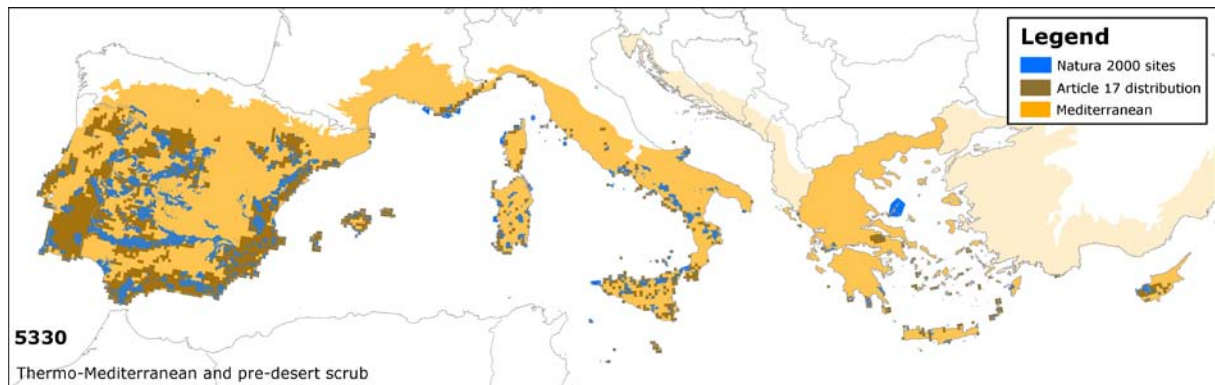 Legend
Natura 2000 sites
Article 17 distribution
Mediterranean
5330
Thermo-Mediterranean and pre-desert scrub